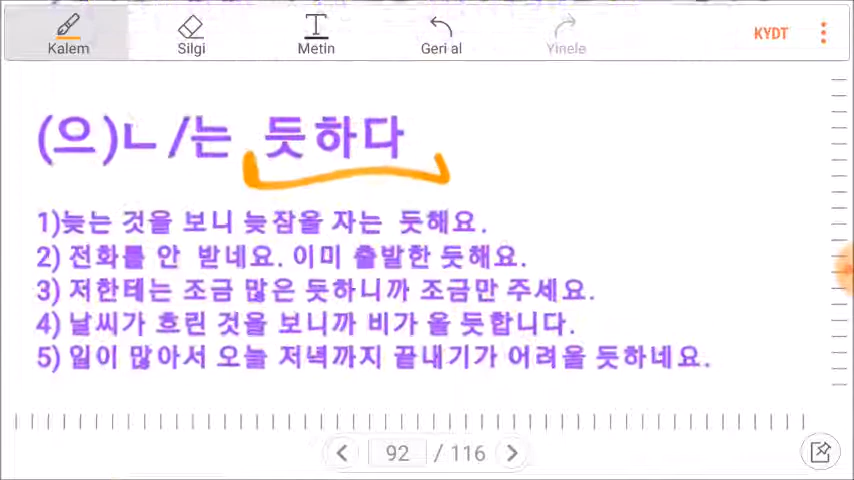 Kalem Silgi Metin Geri al Yinele KYDT
(으)ㄴ/는 듯하다
1)늦는 것을 보니 늦잠을 자는 듯해요.
2) 전화를 안 받네요. 이미 출발한 듯해요.
3) 저한테는 조금 많은 듯하니까 조금만 주세요.
4) 날씨가 흐린 것을 보니까 비가 올 듯합니다.
5) 일이 많아서 오늘 저녁까지 끝내기가 어려울 듯하네요.
92 / 116